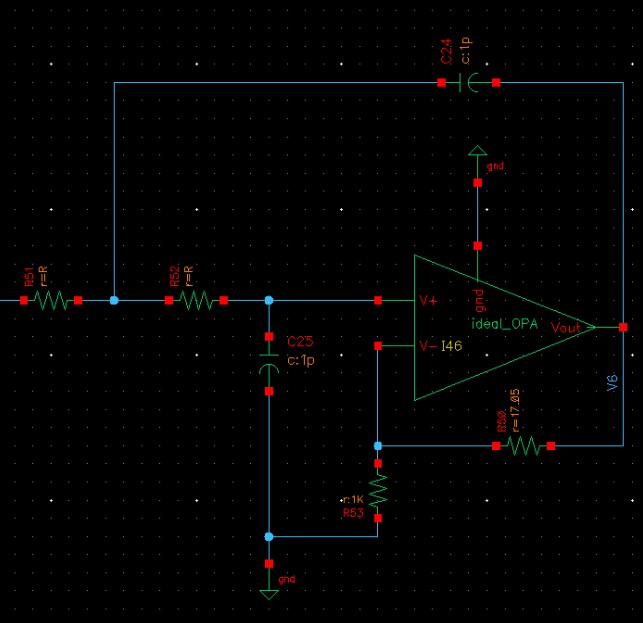 C24
c:1p
gnd
R51
r=R
R52
r=R
V+
gnd
ideal_OPA
Vout
C25
c:1p
V-
I46
V6
R50
r=17.05
r:1K
R53
gnd